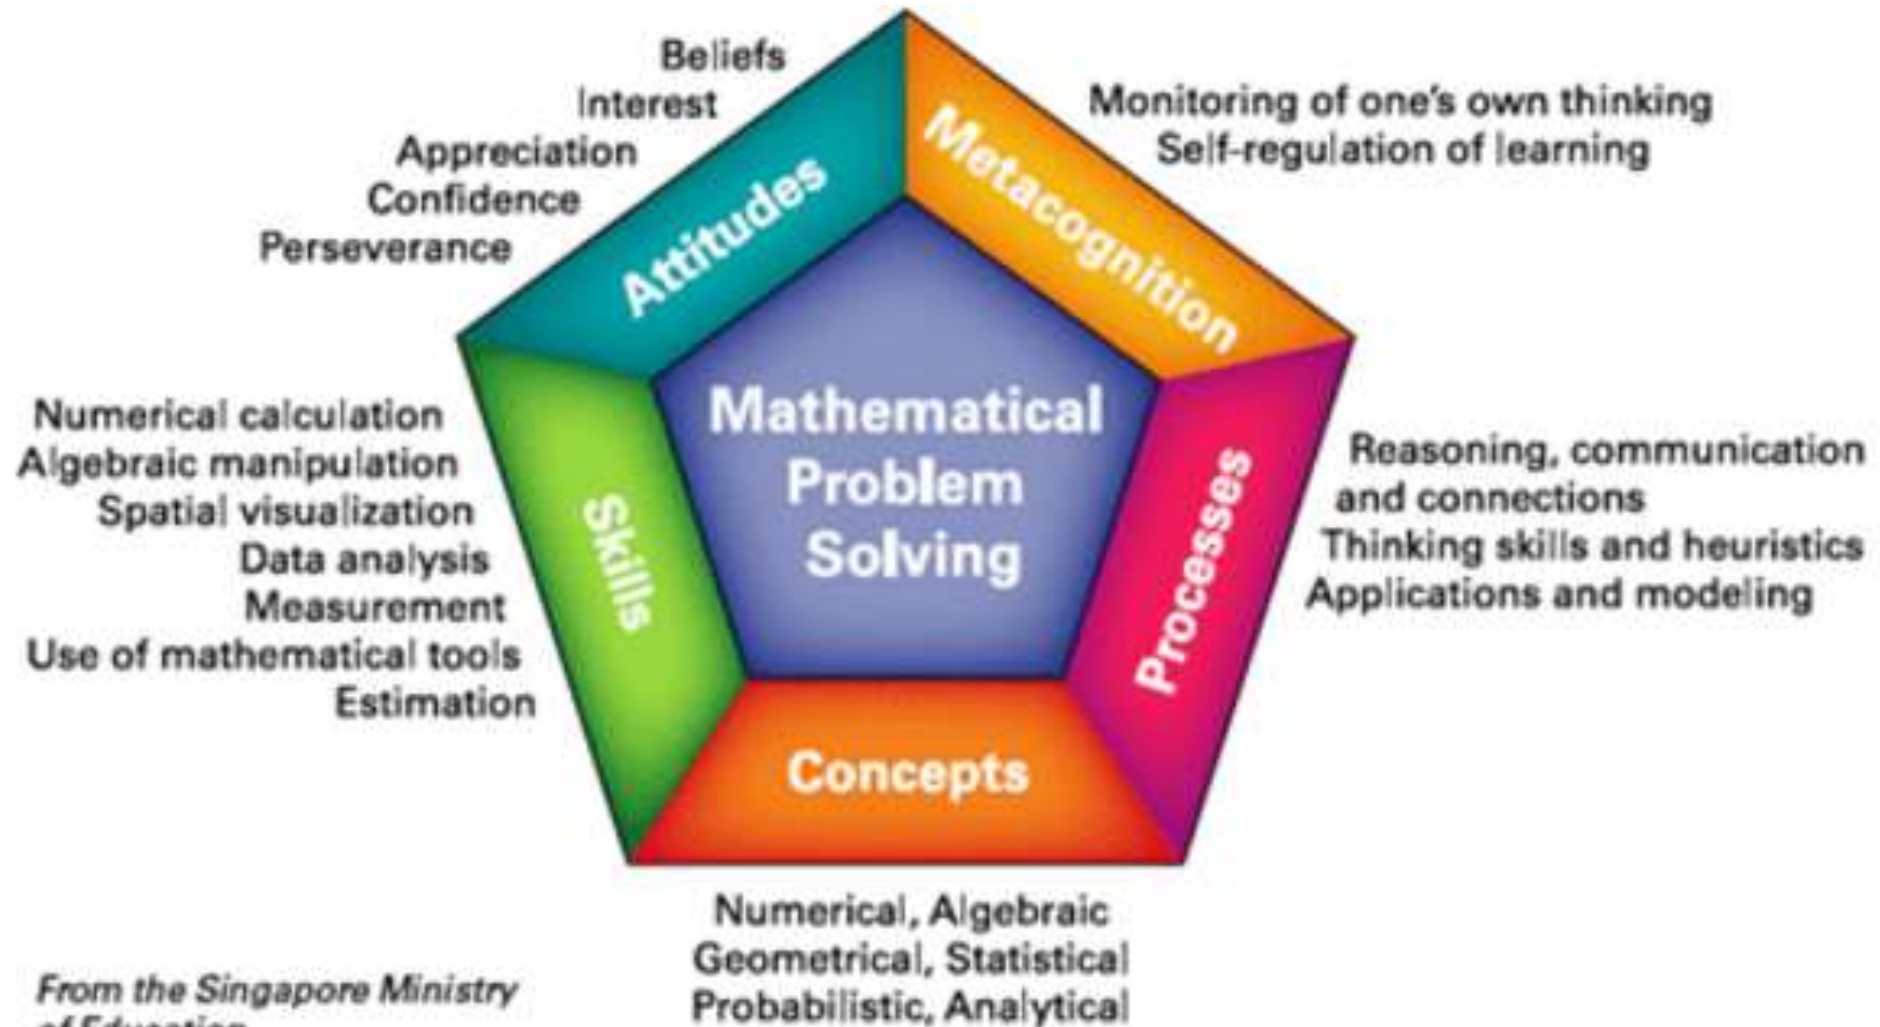 Beliefs
Interest
Appreciation
Confidence
Perseverance
Attitudes
Metacognition
Monitoring of one's own thinking
Self-regulation of learning
Mathematical
Problem
Solving
Numerical calculation
Algebraic manipulation
Spatial visualization
Data analysis
Measurement
Use of mathematical tools
Estimation
Skills
Processes
Reasoning, communication
and connections
Thinking skills and heuristics
Applications and modeling
Concepts
Numerical, Algebraic
Geometrical, Statistical
Probabilistic, Analytical
From the Singapore Ministry
of Education